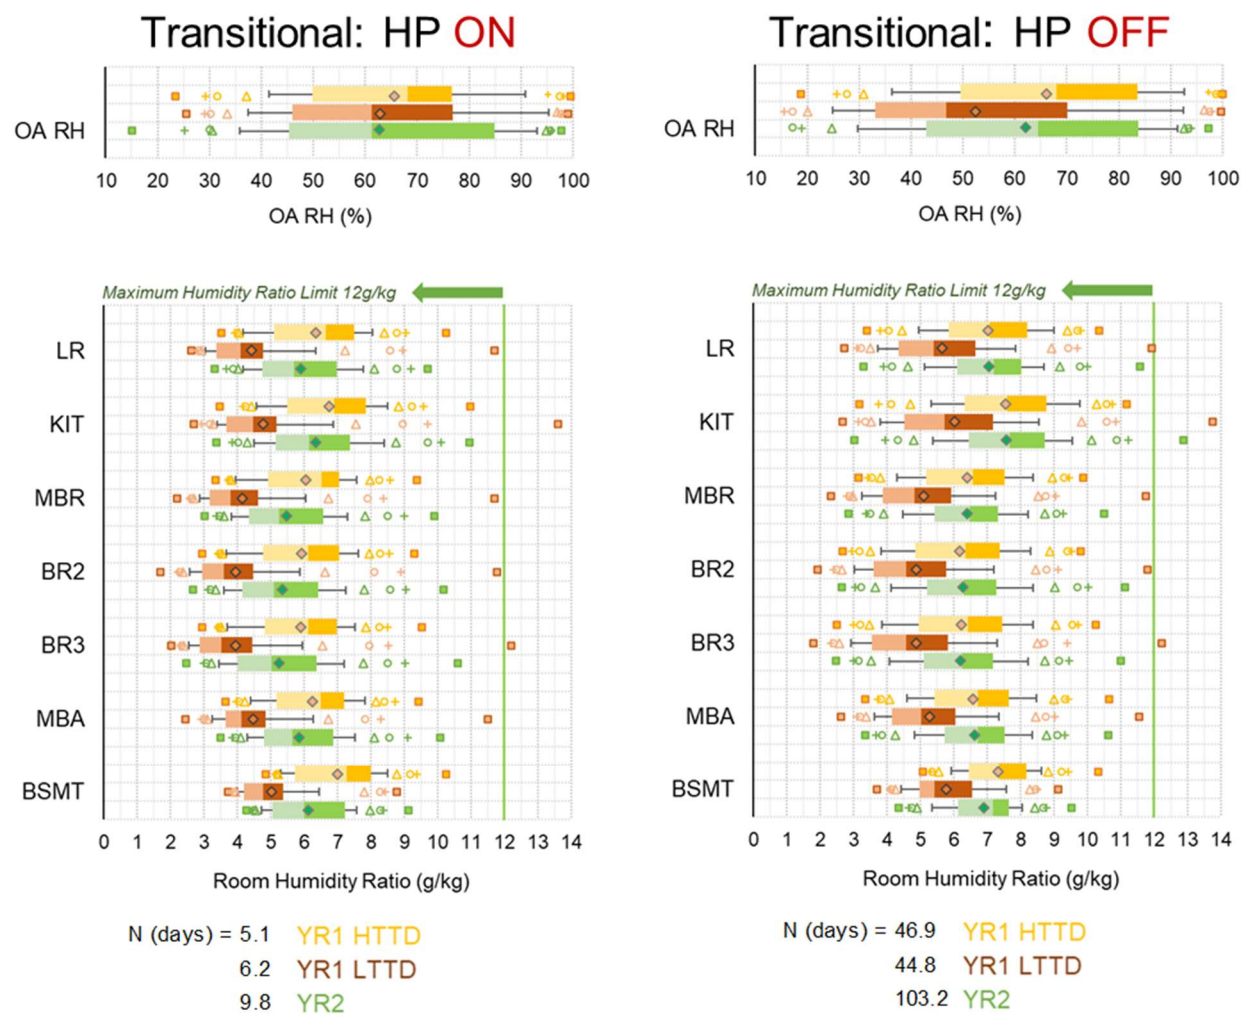 Transitional: HP ON
OA RH
10 20 30 40 50 60 70 80 90 100
OA RH (%)
Maximum Humidity Ratio Limit 12g/kg
LR
KIT
MBR
BR2
BR3
MBA
BSMT
0 1 2 3 4 5 6 7 8 9 10 11 12 13 14
Room Humidity Ratio (g/kg)
N (days) = 5.1 YR1 HTTD
6.2 YR1 LTTD
9.8 YR2
Transitional: HP OFF
OA RH
10 20 30 40 50 60 70 80 90 100
OA RH (%)
Maximum Humidity Ratio Limit 12g/kg
LR
KIT
MBR
BR2
BR3
MBA
BSMT
0 1 2 3 4 5 6 7 8 9 10 11 12 13 14
Room Humidity Ratio (g/kg)
N (days) = 46.9 YR1 HTTD
44.8 YR1 LTTD
103.2 YR2